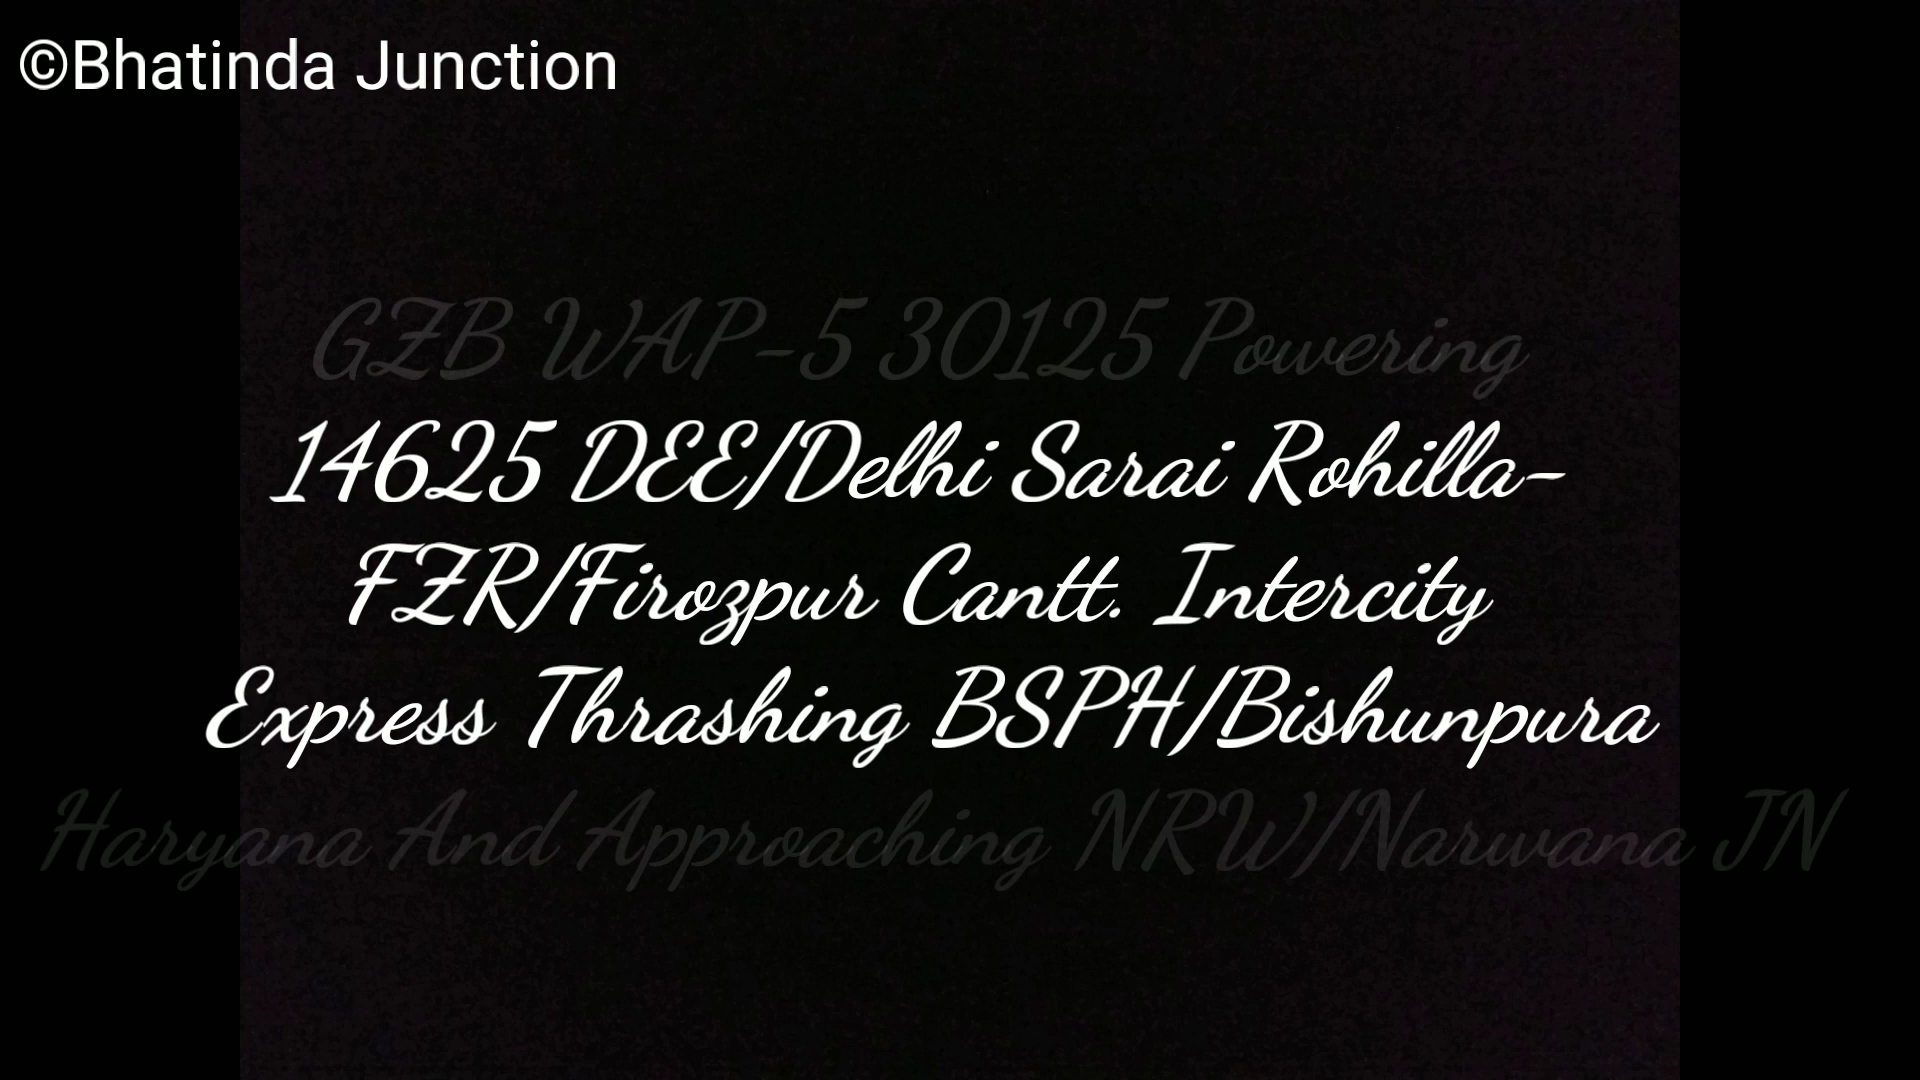 ©Bhatinda Junction
GZB WAP-5 30125 Powering
14625 DEE/Delhi Sarai Rohilla-
FZR/Firozpur Cantt. Intercity
Express Thrashing BSPH/Bishunpura
Haryana And Approaching NRW/Narwana JN